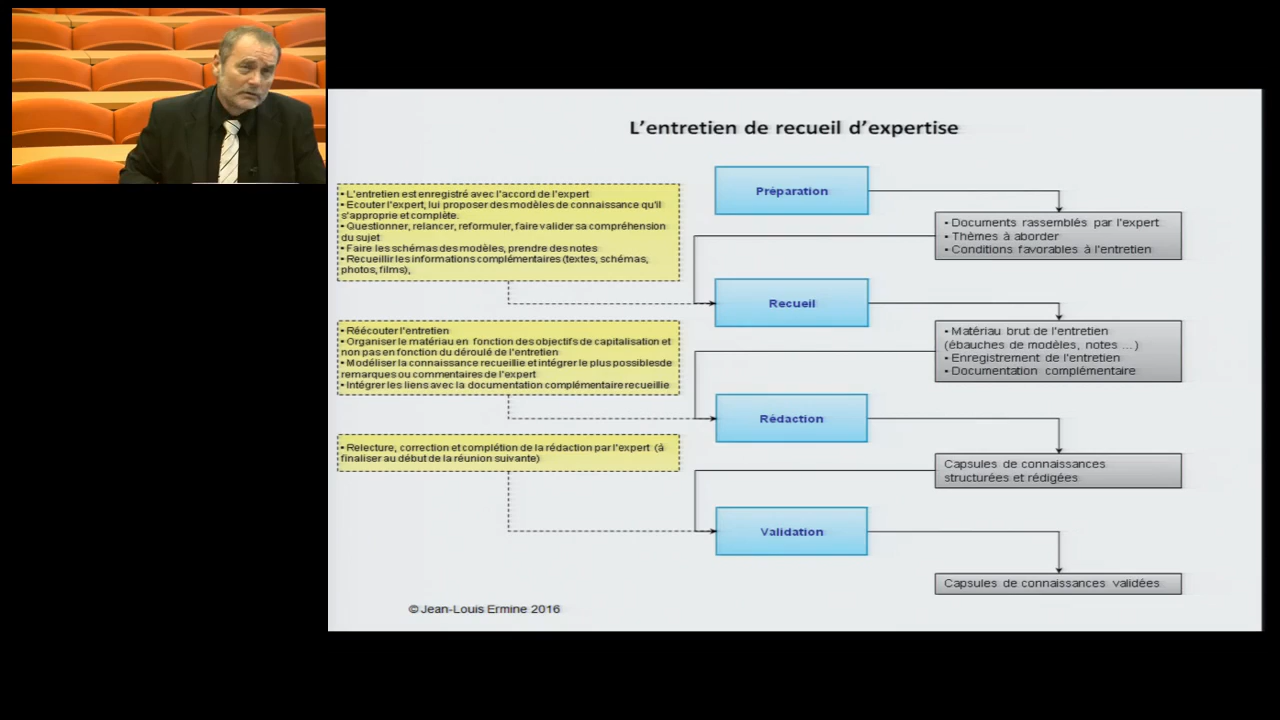 L'entretien de recueil d'expertise
Préparation
• Documents rassemblés par l'expert
• Thèmes à aborder
• Conditions favorables à l'entretien
• L'entretien est enregistré avec l'accord de l'expert
• Ecouter l'expert, lui proposer des modèles de connaissance qu'il
s'approprie et complète.
• Questionner, relancer, reformuler, faire valider sa compréhension
du sujet
• Faire les schémas des modèles, prendre des notes
• Recueillir les informations complémentaires (textes, schémas,
photos, films),
Recueil
• Matériau brut de l'entretien
(ébauches de modèles, notes ...)
• Enregistrement de l'entretien
• Documentation complémentaire
• Réécouter l'entretien
• Organiser le matériau en fonction des objectifs de capitalisation et
non pas en fonction du déroulé de l'entretien
• Modéliser la connaissance recueillie et intégrer le plus possiblesde
remarques ou commentaires de l'expert
• Intégrer les liens avec la documentation complémentaire recueillie
Rédaction
Capsules de connaissances
structurées et rédigées
• Relecture, correction et complétion de la rédaction par l'expert (à
finaliser au début de la réunion suivante)
Validation
Capsules de connaissances validées
© Jean-Louis Ermine 2016